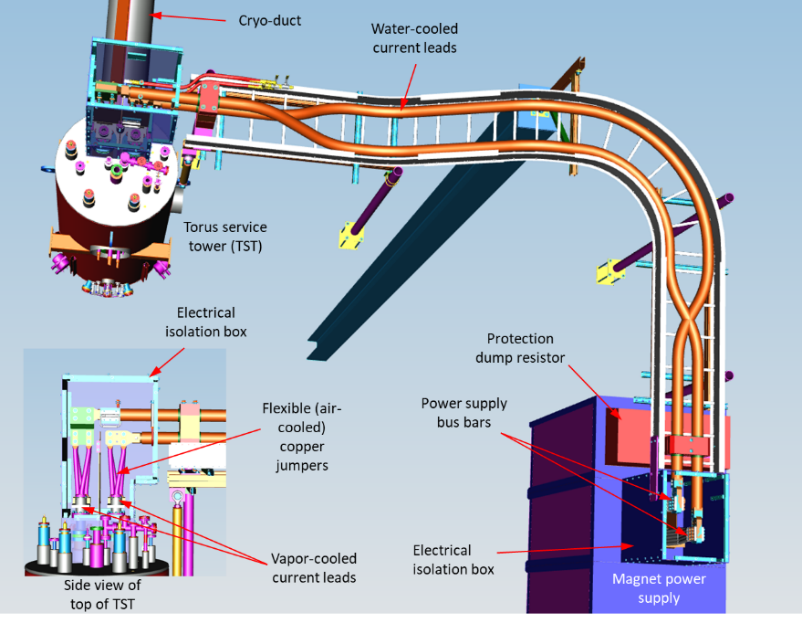 Cryo-duct
Water-cooled
current leads
Torus service
tower (TST)
Electrical
isolation box
Protection
dump resistor
Flexible (air-
cooled)
copper
jumpers
Power supply
bus bars
Vapor-cooled
current leads
Electrical
isolation box
Magnet power
supply
Side view of
top of TST